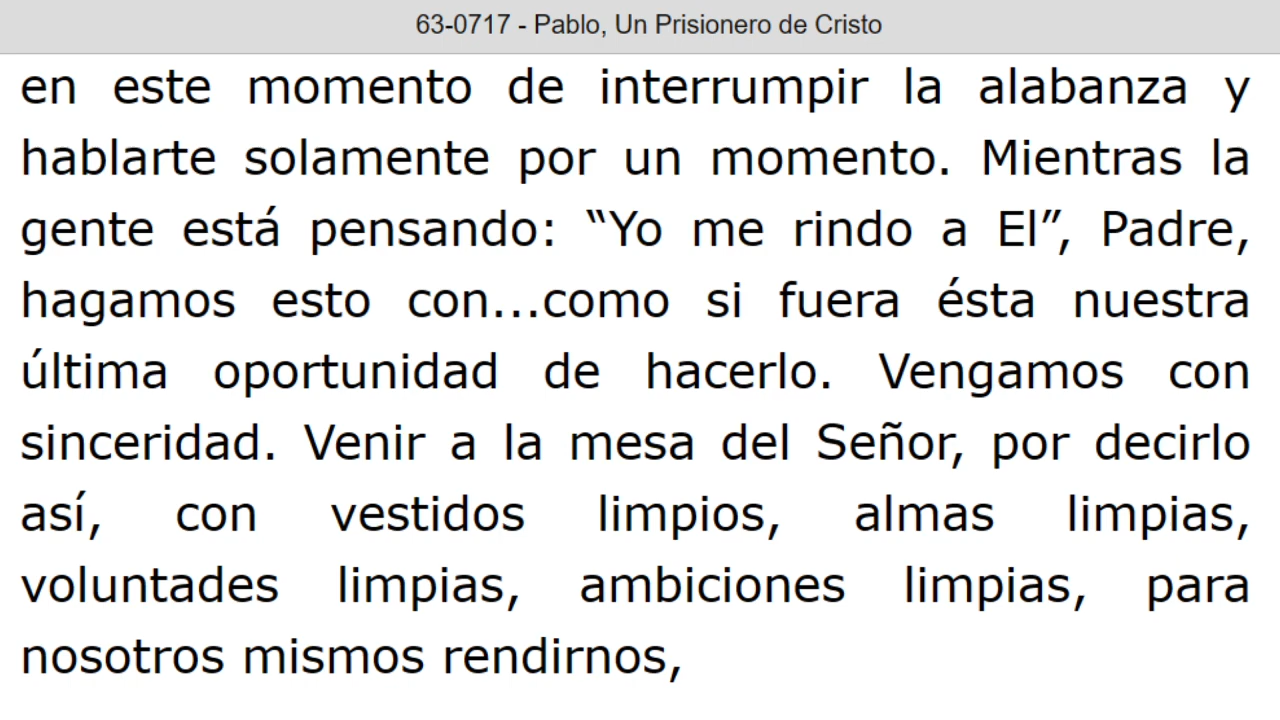 63-0717 - Pablo, Un Prisionero de Cristo
en este momento de interrumpir la alabanza y
hablarte solamente por un momento. Mientras la
gente está pensando: “Yo me rindo a El”, Padre,
hagamos esto con...como si fuera ésta nuestra
última oportunidad de hacerlo. Vengamos con
sinceridad. Venir a la mesa del Señor, por decirlo
así, con vestidos limpios, almas limpias,
voluntades limpias, ambiciones limpias, para
nosotros mismos rendirnos,